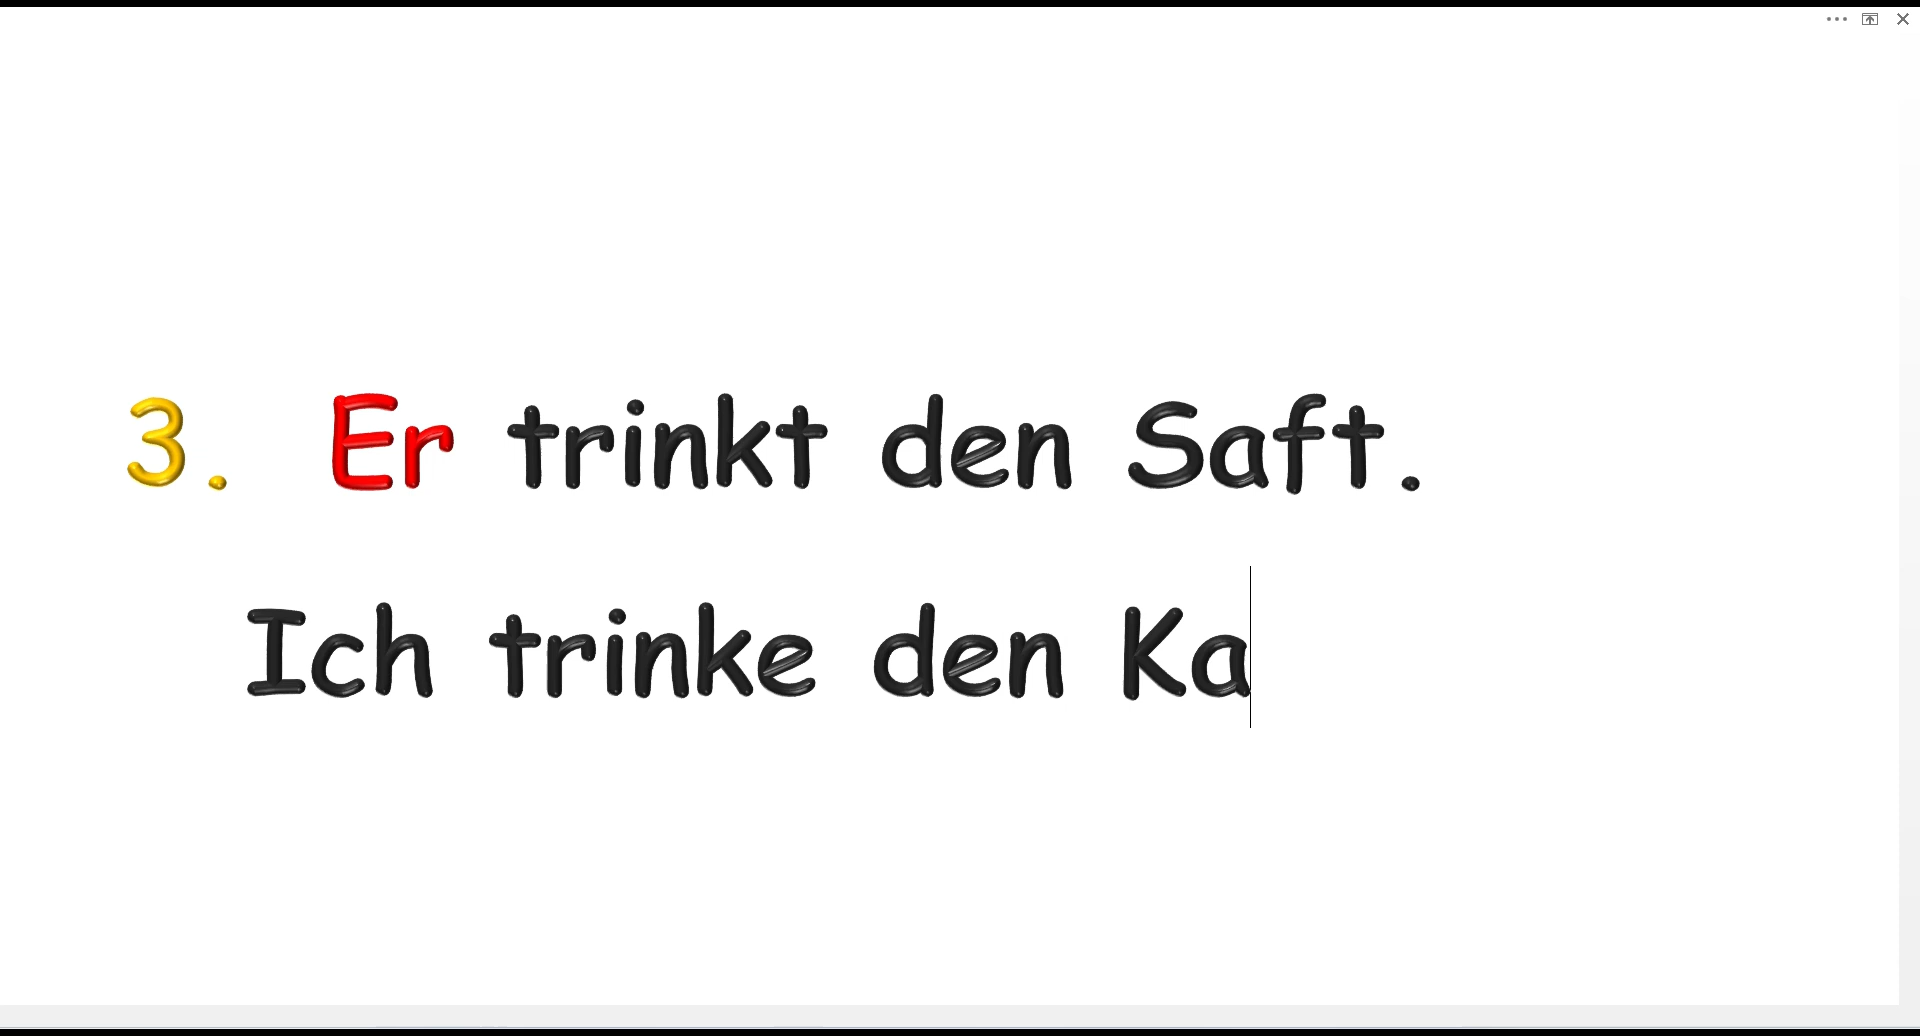 3. Er trinkt den Saft.
Ich trinke den Ka